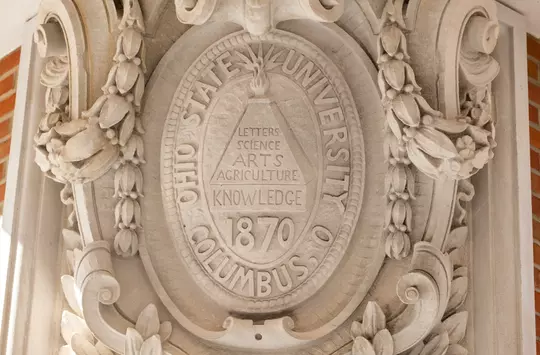 OHIO STATE UNIVERSITY
LETTERS
SCIENCE
ARTS
AGRICULTURE
KNOWLEDGE
1870
COLUMBUS, O